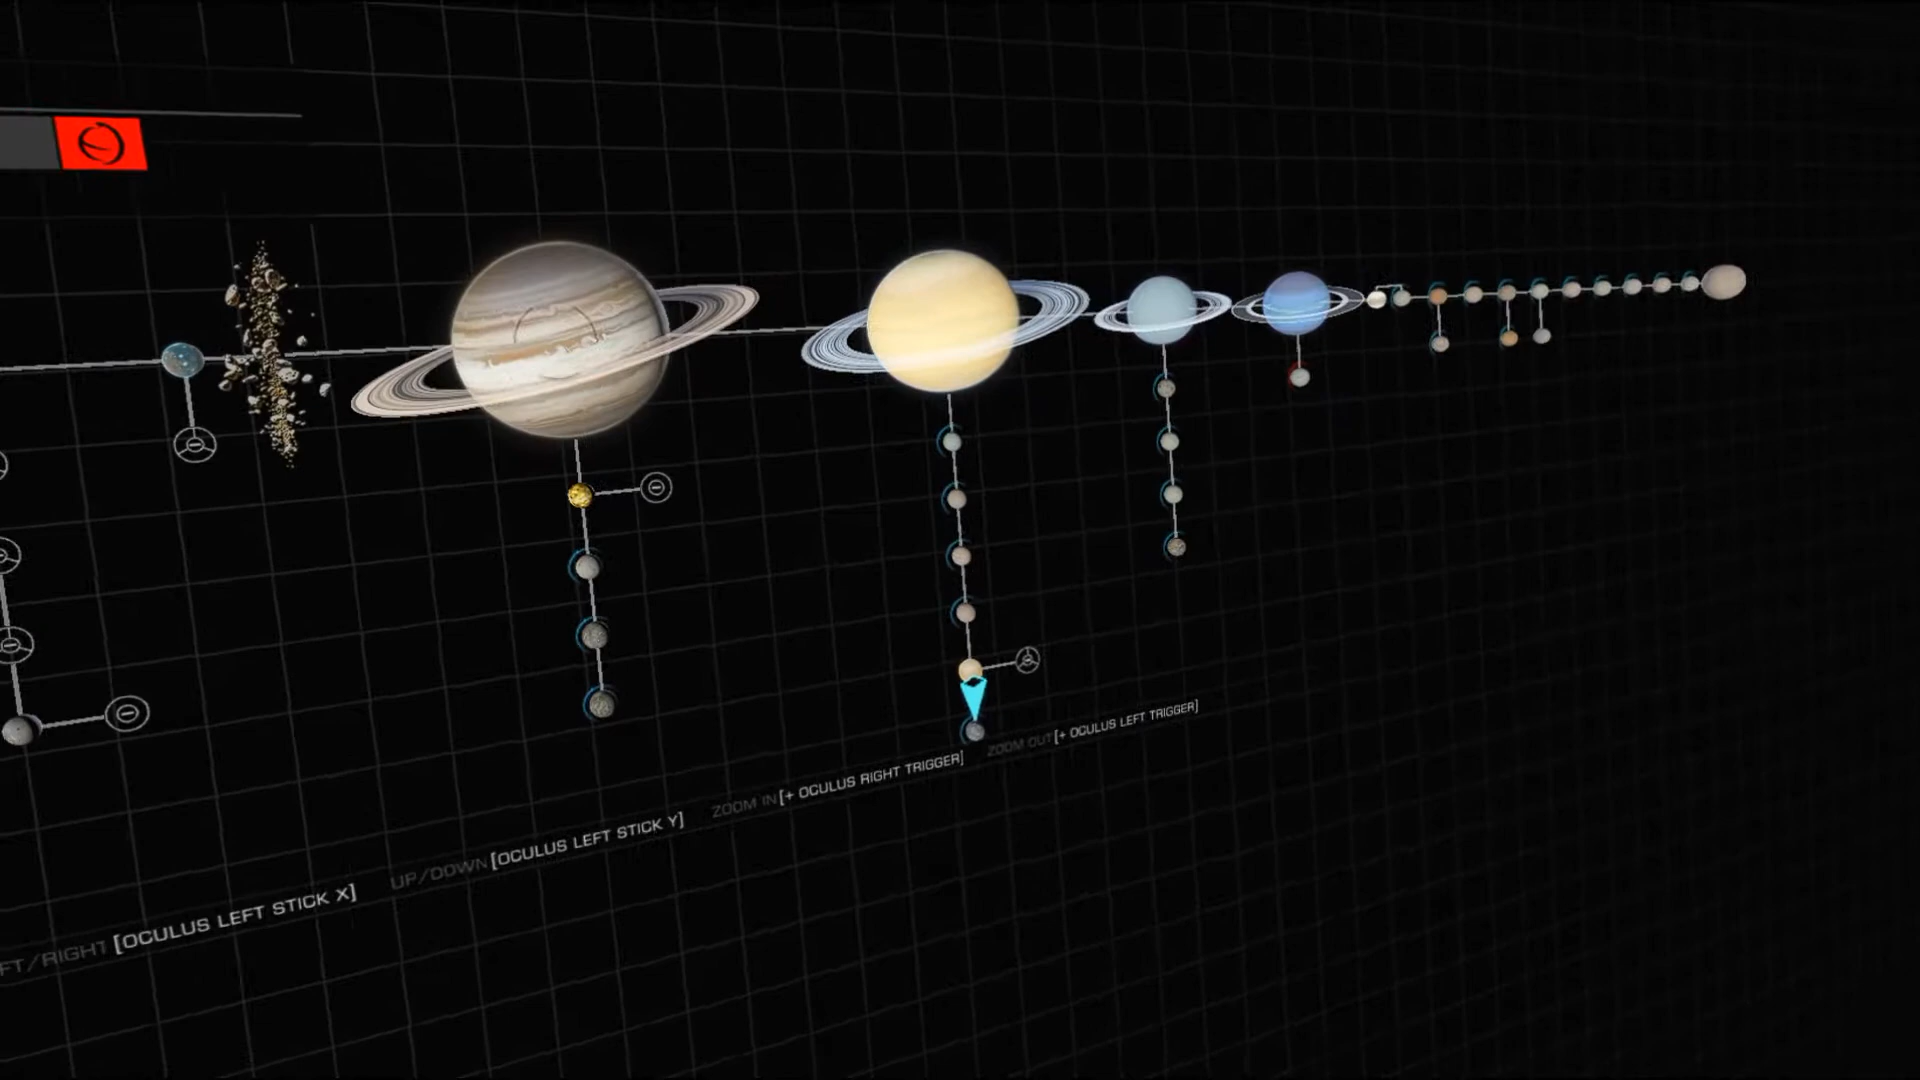 FT/RIGHT [OCULUS LEFT STICK X] UP/DOWN [OCULUS LEFT STICK Y] ZOOM IN [+ OCULUS RIGHT TRIGGER] ZOOM OUT [+ OCULUS LEFT TRIGGER]